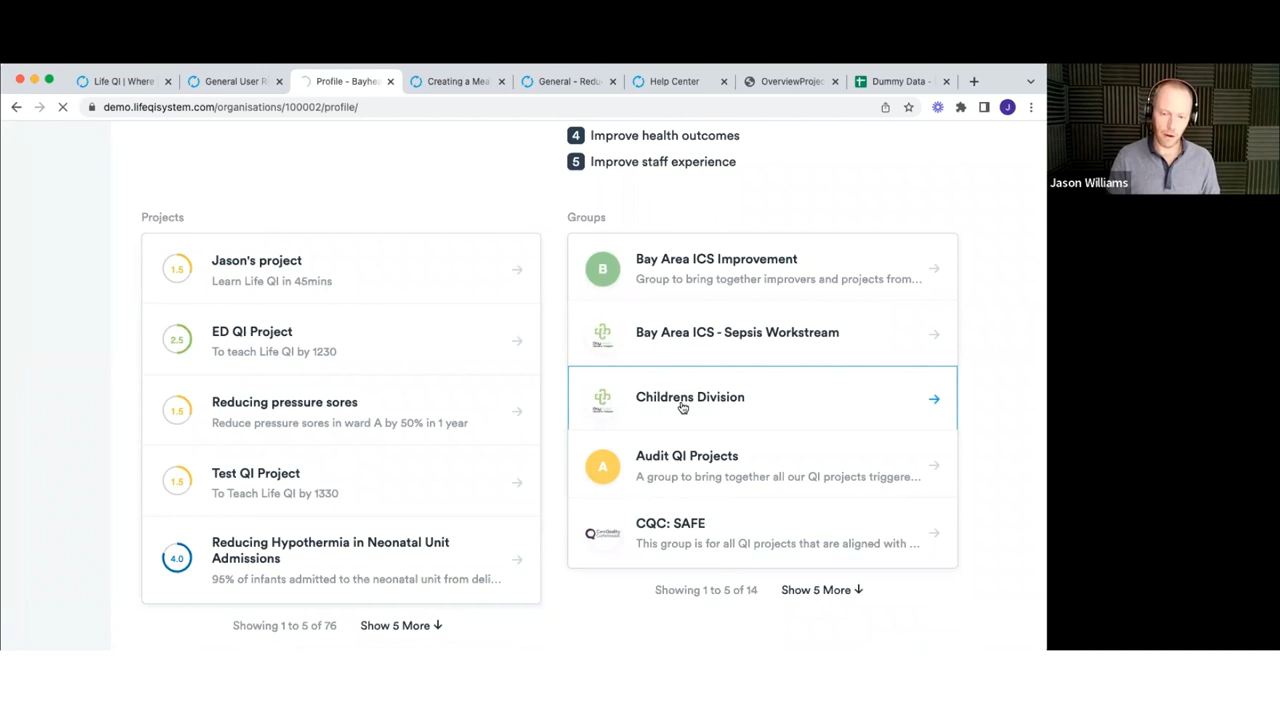 Life QI | Where
General User R
Profile - Bayhea
Creating a Mea
General - Redu
Help Center
OverviewProjec
Dummy Data -
demo.lifeqisystem.com/organisations/100002/profile/
J
4 Improve health outcomes
5 Improve staff experience
Jason Williams
Projects
1.5
Jason's project
Learn Life QI in 45mins
2.5
ED QI Project
To teach Life QI by 1230
1.5
Reducing pressure sores
Reduce pressure sores in ward A by 50% in 1 year
1.5
Test QI Project
To Teach Life QI by 1330
4.0
Reducing Hypothermia in Neonatal Unit
Admissions
95% of infants admitted to the neonatal unit from deli...
Showing 1 to 5 of 76 Show 5 More
Groups
B
Bay Area ICS Improvement
Group to bring together improvers and projects from...
Bay Area ICS - Sepsis Workstream
Childrens Division
A
Audit QI Projects
A group to bring together all our QI projects triggere...
CQC: SAFE
This group is for all QI projects that are aligned with ...
Showing 1 to 5 of 14 Show 5 More